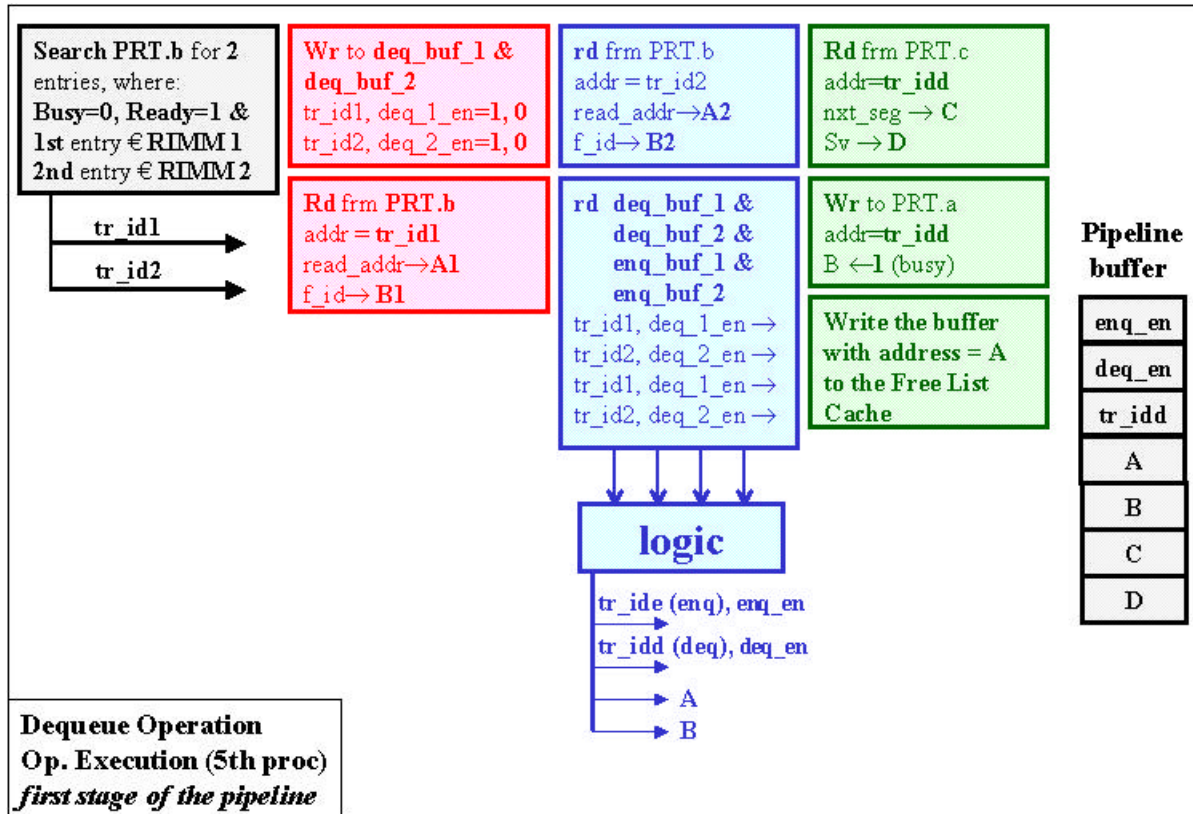 Search PRT.b for 2
entries, where:
Busy=0, Ready=1 &
1st entry € RIMM 1
2nd entry € RIMM 2
tr_id1
tr_id2
Wr to deq_buf_1 &
deq_buf_2
tr_id1, deq_1_en=1, 0
tr_id2, deq_2_en=1, 0
Rd frm PRT.b
addr = tr_id1
read_addr→A1
f_id→ B1
rd frm PRT.b
addr = tr_id2
read_addr→A2
f_id→ B2
rd deq_buf_1 &
deq_buf_2 &
enq_buf_1 &
enq_buf_2
tr_id1, deq_1_en →
tr_id2, deq_2_en →
tr_id1, deq_1_en →
tr_id2, deq_2_en →
logic
tr_ide (enq), enq_en
tr_idd (deq), deq_en
A
B
Rd frm PRT.c
addr=tr_idd
nxt_seg → C
Sv → D
Wr to PRT.a
addr=tr_idd
B ←1 (busy)
Write the buffer
with address = A
to the Free List
Cache
Pipeline
buffer
enq_en
deq_en
tr_idd
A
B
C
D
Dequeue Operation
Op. Execution (5th proc)
first stage of the pipeline